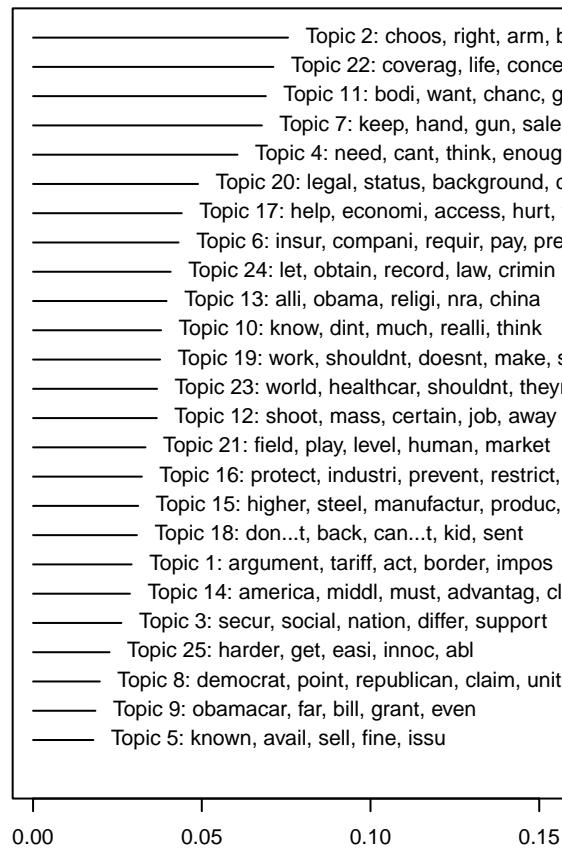 Topic 2: choos, right, arm, b
Topic 22: coverag, life, conce
Topic 11: bodi, want, chanc, g
Topic 7: keep, hand, gun, sale
Topic 4: need, cant, think, enoug
Topic 20: legal, status, background, c
Topic 17: help, economi, access, hurt,
Topic 6: insur, compani, requir, pay, pre
Topic 24: let, obtain, record, law, crimin
Topic 13: alli, obama, religi, nra, china
Topic 10: know, dint, much, realli, think
Topic 19: work, shouldnt, doesnt, make, s
Topic 23: world, healthcar, shouldnt, they
Topic 12: shoot, mass, certain, job, away
Topic 21: field, play, level, human, market
Topic 16: protect, industri, prevent, restrict,
Topic 15: higher, steel, manufactur, produc,
Topic 18: don...t, back, can...t, kid, sent
Topic 1: argument, tariff, act, border, impos
Topic 14: america, middl, must, advantag, cl
Topic 3: secur, social, nation, differ, support
Topic 25: harder, get, easi, innoc, abl
Topic 8: democrat, point, republican, claim, unit
Topic 9: obamacar, far, bill, grant, even
Topic 5: known, avail, sell, fine, issu
0.00 0.05 0.10 0.15